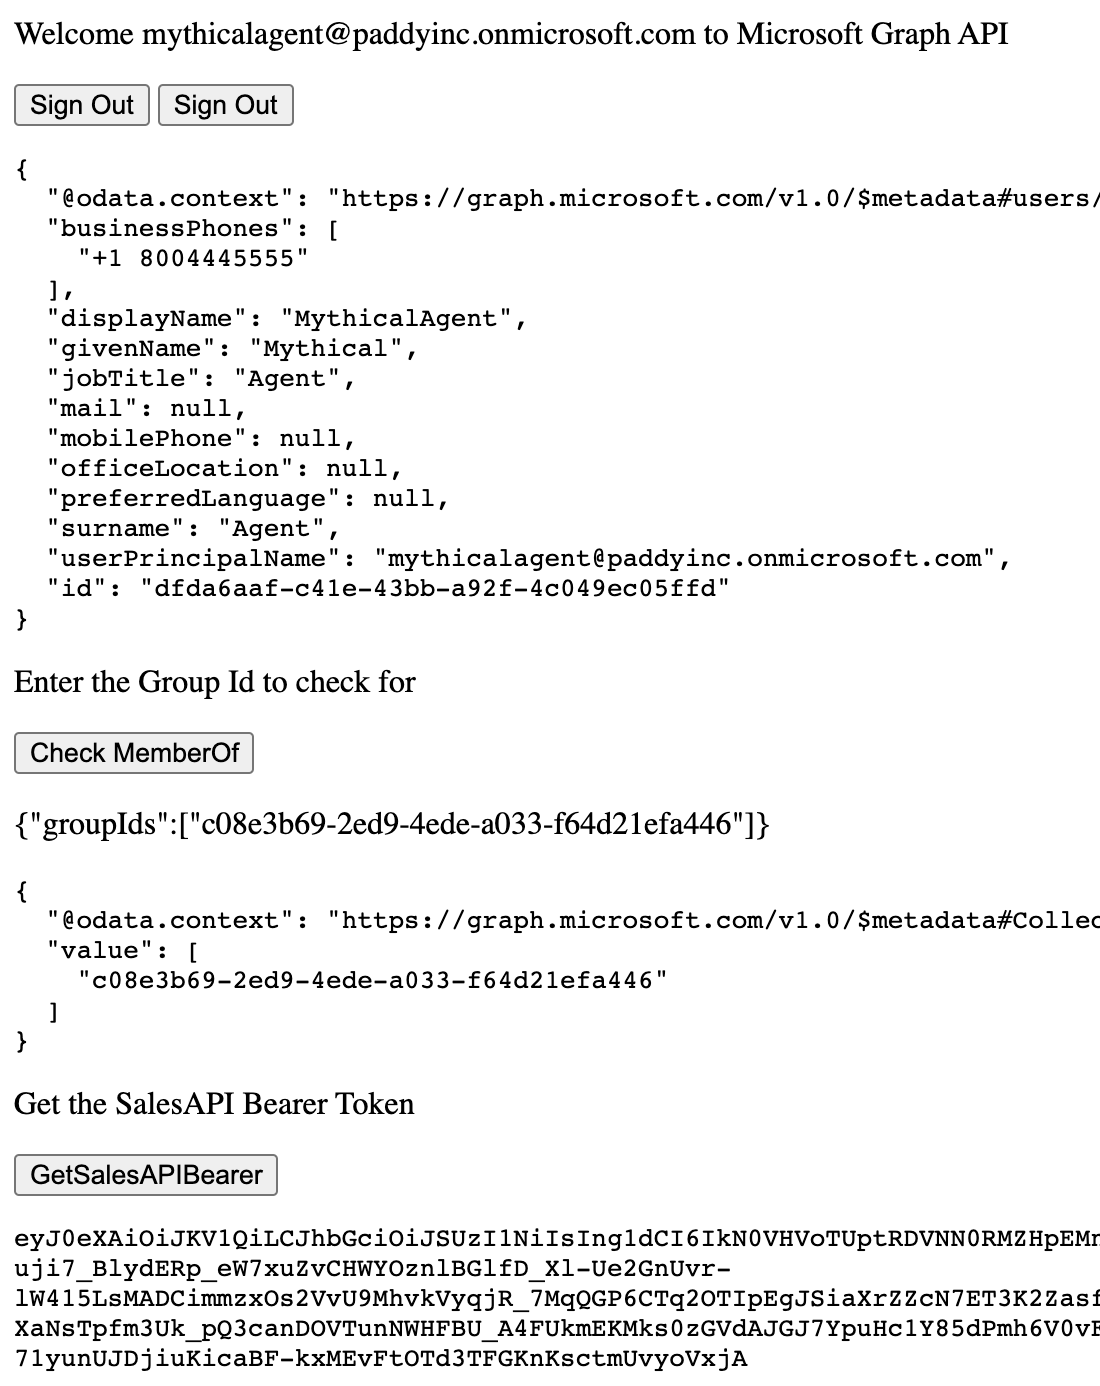 Welcome mythicalagent@paddyinc.onmicrosoft.com to Microsoft Graph API
Sign Out Sign Out
{
  "@odata.context": "https://graph.microsoft.com/v1.0/$metadata#users/
  "businessPhones": [
    "+1 8004445555"
  ],
  "displayName": "MythicalAgent",
  "givenName": "Mythical",
  "jobTitle": "Agent",
  "mail": null,
  "mobilePhone": null,
  "officeLocation": null,
  "preferredLanguage": null,
  "surname": "Agent",
  "userPrincipalName": "mythicalagent@paddyinc.onmicrosoft.com",
  "id": "dfda6aaf-c41e-43bb-a92f-4c049ec05ffd"
}
Enter the Group Id to check for
Check MemberOf
{"groupIds":["c08e3b69-2ed9-4ede-a033-f64d21efa446"]}
{
  "@odata.context": "https://graph.microsoft.com/v1.0/$metadata#Collec
  "value": [
    "c08e3b69-2ed9-4ede-a033-f64d21efa446"
  ]
}
Get the SalesAPI Bearer Token
GetSalesAPIBearer
eyJ0eXAiOiJKV1QiLCJhbGciOiJSUzI1NiIsIng1dCI6IkN0VHVoTUptRDVNN0RMZHpEMn
uji7_BlydERp_eW7xuZvCHWYOznlBGlfD_Xl-Ue2GnUvr-
lW415LsMADCimmzxOs2VvU9MhvkVyqjR_7MqQGP6CTq2OTIpEgJSiaXrZZcN7ET3K2Zasf
XaNsTpfm3Uk_pQ3canDOVTunNWHFBU_A4FUkmEKMks0zGVdAJGJ7YpuHc1Y85dPmh6V0vF
71yunUJDjiuKicaBF-kxMEvFtOTd3TFGKnKsctmUvyoVxjA